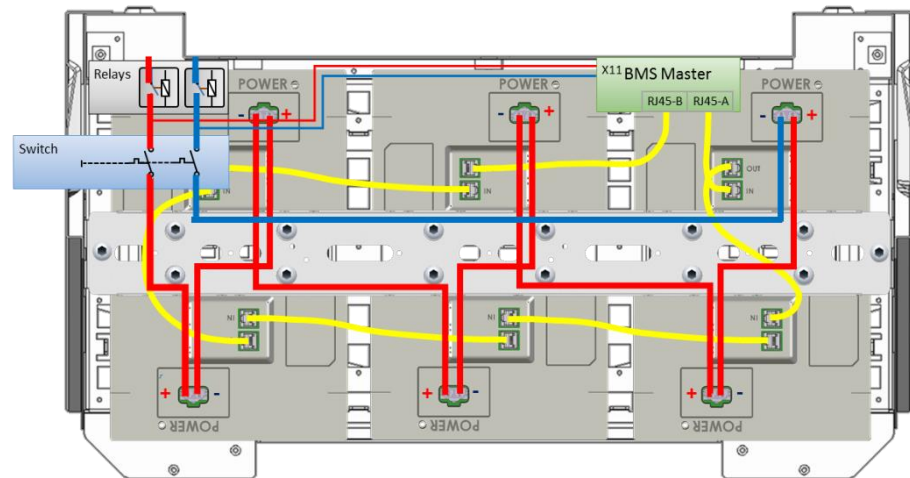 Relays
POWER
POWER
X11 BMS Master
POWER
RJ45-B RJ45-A
- +
- +
- +
Switch
OUT
IN
IN
IN
IN
IN
IN
+ -
+ -
+ -
POWER
POWER
POWER